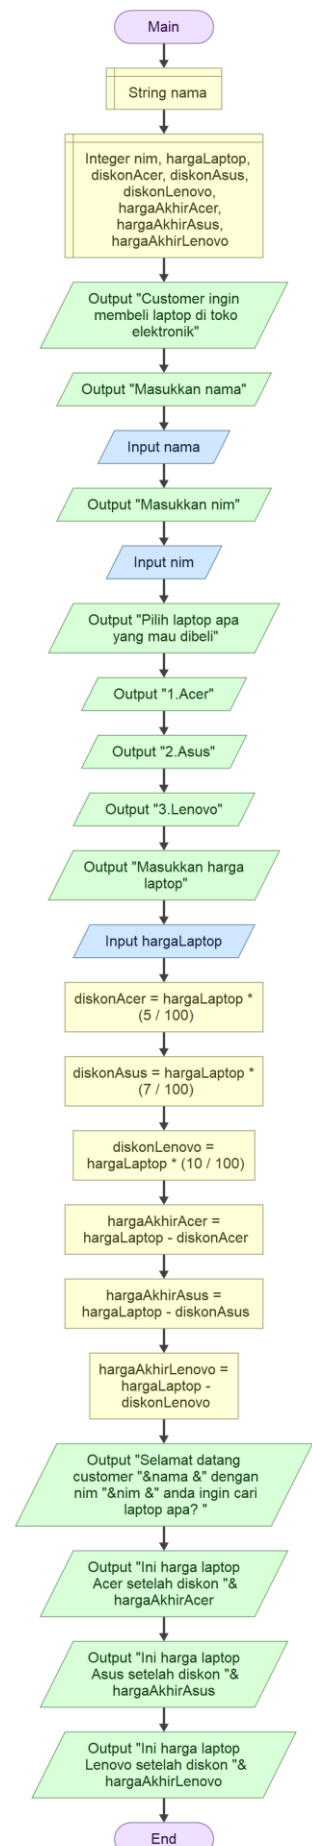 Main
String nama
Integer nim, hargaLaptop,
diskonAcer, diskonAsus,
diskonLenovo,
hargaAkhirAcer,
hargaAkhirAsus,
hargaAkhirLenovo
Output "Customer ingin
membeli laptop di toko
elektronik"
Output "Masukkan nama"
Input nama
Output "Masukkan nim"
Input nim
Output "Pilih laptop apa
yang mau dibeli"
Output "1.Acer"
Output "2.Asus"
Output "3.Lenovo"
Output "Masukkan harga
laptop"
Input hargaLaptop
diskonAcer = hargaLaptop *
(5 / 100)
diskonAsus = hargaLaptop *
(7 / 100)
diskonLenovo =
hargaLaptop * (10 / 100)
hargaAkhirAcer =
hargaLaptop - diskonAcer
hargaAkhirAsus =
hargaLaptop - diskonAsus
hargaAkhirLenovo =
hargaLaptop -
diskonLenovo
Output "Selamat datang
customer "&nama &" dengan
nim "&nim &" anda ingin cari
laptop apa? "
Output "Ini harga laptop
Acer setelah diskon "&
hargaAkhirAcer
Output "Ini harga laptop
Asus setelah diskon "&
hargaAkhirAsus
Output "Ini harga laptop
Lenovo setelah diskon "&
hargaAkhirLenovo
End